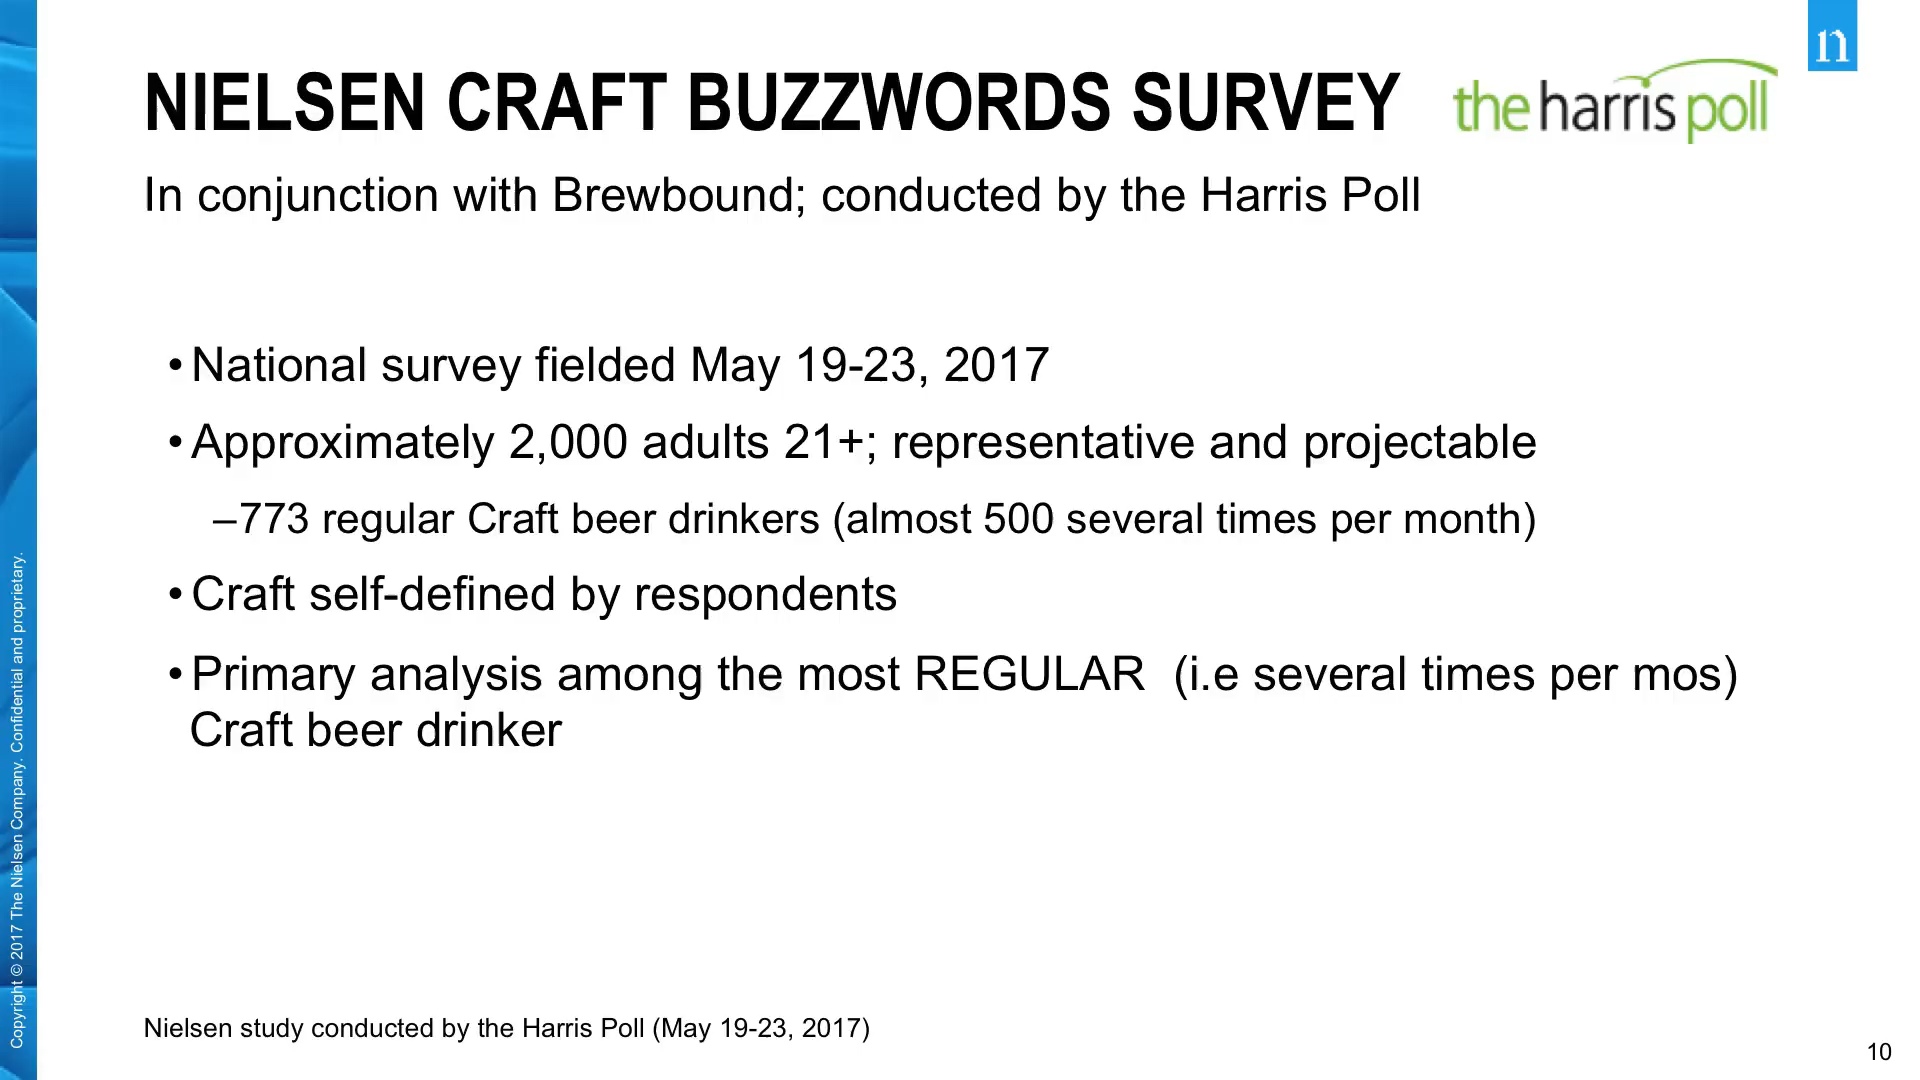 n
NIELSEN CRAFT BUZZWORDS SURVEY
the harris poll
In conjunction with Brewbound; conducted by the Harris Poll
•National survey fielded May 19-23, 2017
•Approximately 2,000 adults 21+; representative and projectable
–773 regular Craft beer drinkers (almost 500 several times per month)
•Craft self-defined by respondents
•Primary analysis among the most REGULAR  (i.e several times per mos)
Craft beer drinker
Copyright © 2017 The Nielsen Company. Confidential and proprietary.
Nielsen study conducted by the Harris Poll (May 19-23, 2017)
10